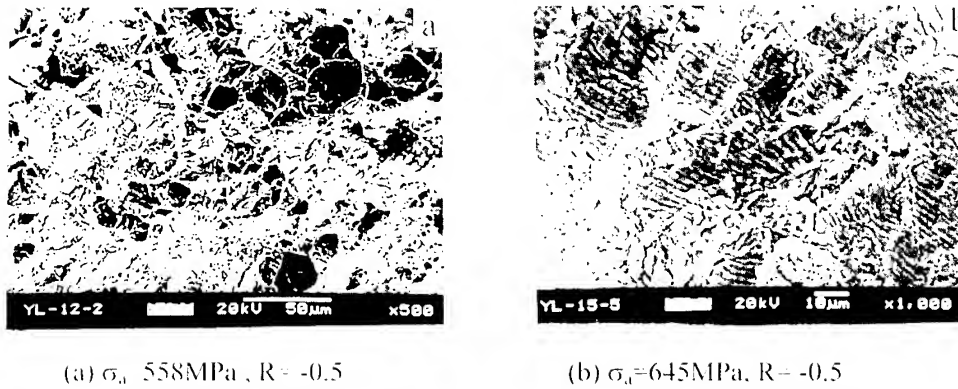 a
YL-12-2 20kV 50μm x500
YL-15-5 20kV 10μm x1,000
(a) σₐ 558MPa , R= -0.5
(b) σₐ=645MPa, R= -0.5